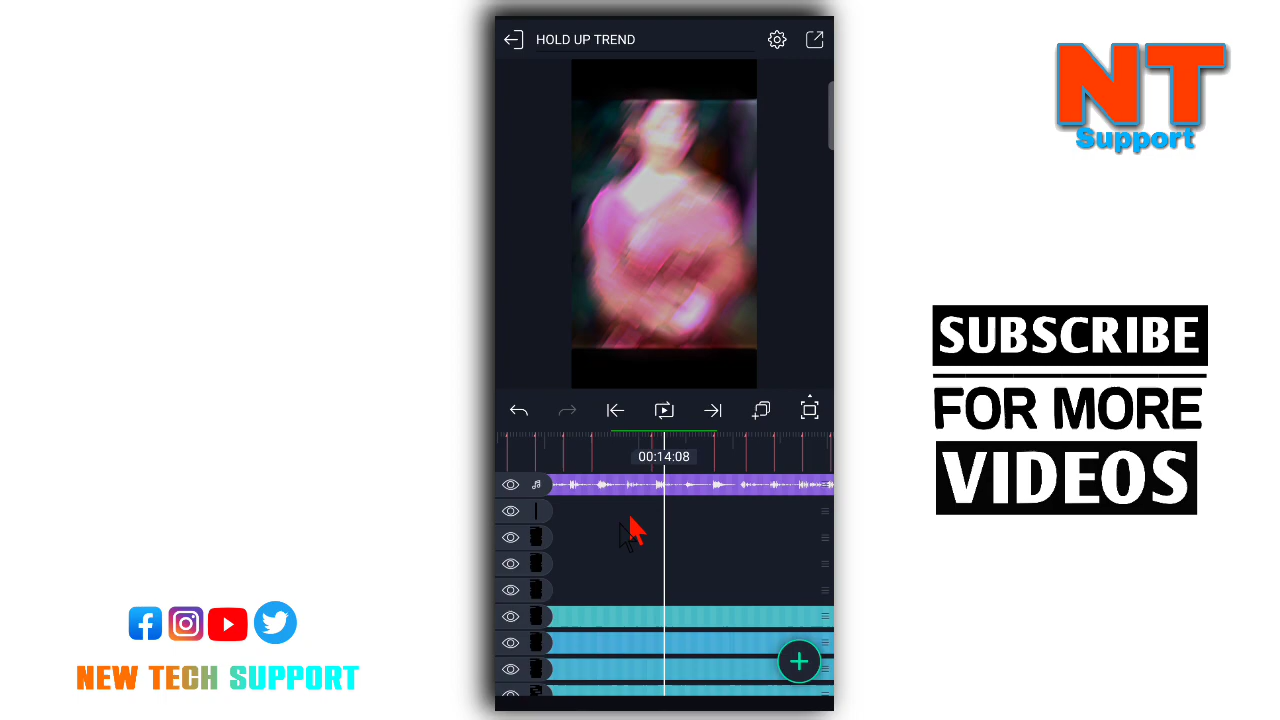 HOLD UP TREND
NT
Support
SUBSCRIBE
FOR MORE
VIDEOS
00:14:08
NEW TECH SUPPORT